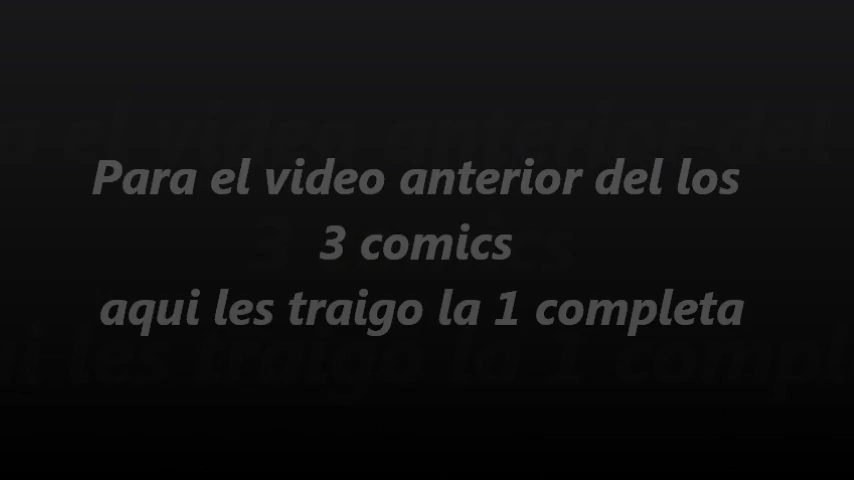 Para el video anterior del los
3 comics
aqui les traigo la 1 completa